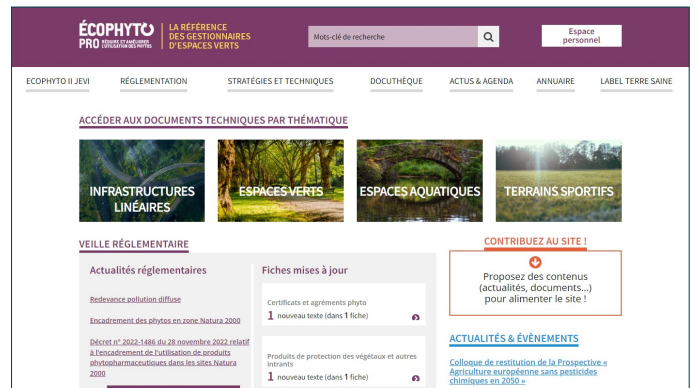 ÉCOPHYTO
PRO RÉDUIRE ET AMÉLIORER
L'UTILISATION DES PHYTOS
LA RÉFÉRENCE
DES GESTIONNAIRES
D'ESPACES VERTS
Mots-clé de recherche
Espace
personnel
ECOPHYTO II JEVI RÉGLEMENTATION STRATÉGIES ET TECHNIQUES DOCUTHÈQUE ACTUS & AGENDA ANNUAIRE LABEL TERRE SAINE
ACCÉDER AUX DOCUMENTS TECHNIQUES PAR THÉMATIQUE
INFRASTRUCTURES
LINÉAIRES
ESPACES VERTS
ESPACES AQUATIQUES
TERRAINS SPORTIFS
VEILLE RÉGLEMENTAIRE
Actualités réglementaires
Redevance pollution diffuse
Encadrement des phytos en zone Natura 2000
Décret n° 2022-1486 du 28 novembre 2022 relatif
à l'encadrement de l'utilisation de produits
phytopharmaceutiques dans les sites Natura
2000
Fiches mises à jour
Certificats et agréments phyto
1 nouveau texte (dans 1 fiche)
Produits de protection des végétaux et autres
intrants
1 nouveau texte (dans 1 fiche)
CONTRIBUEZ AU SITE !
Proposez des contenus
(actualités, documents...)
pour alimenter le site !
ACTUALITÉS & ÉVÈNEMENTS
Colloque de restitution de la Prospective «
Agriculture européenne sans pesticides
chimiques en 2050 »